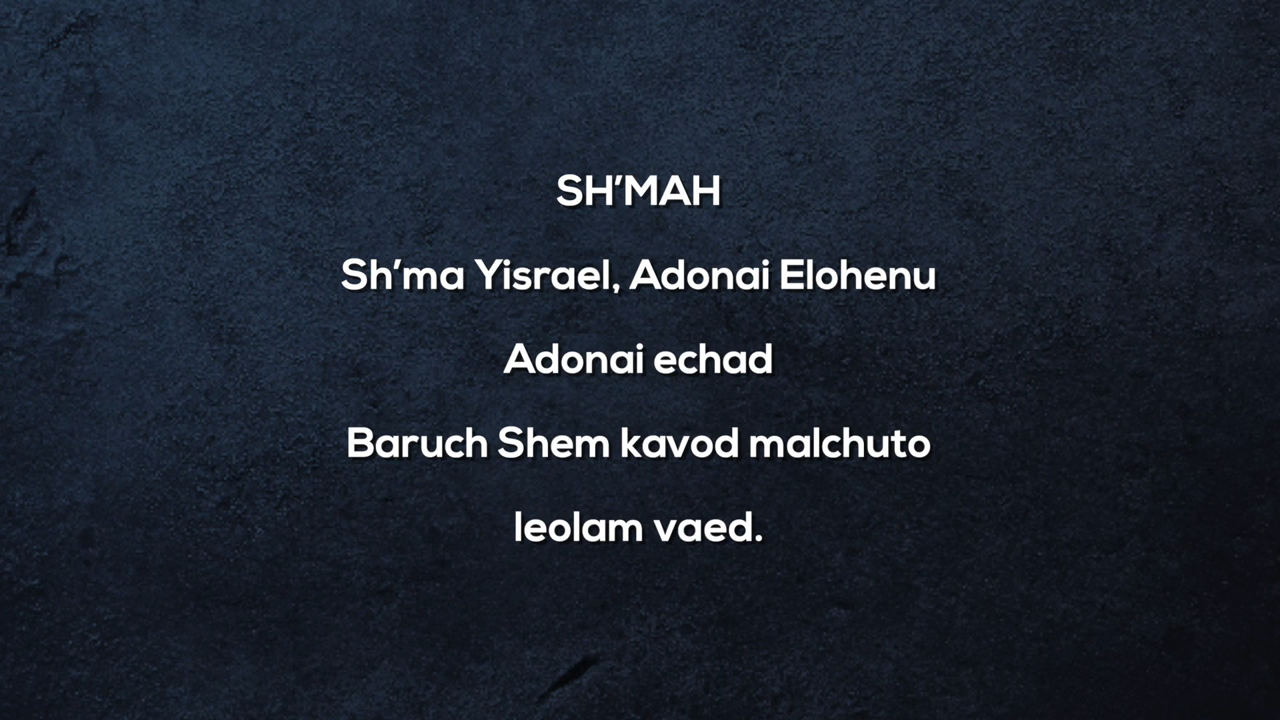 SH’MAH
Sh’ma Yisrael, Adonai Elohenu
Adonai echad
Baruch Shem kavod malchuto
leolam vaed.